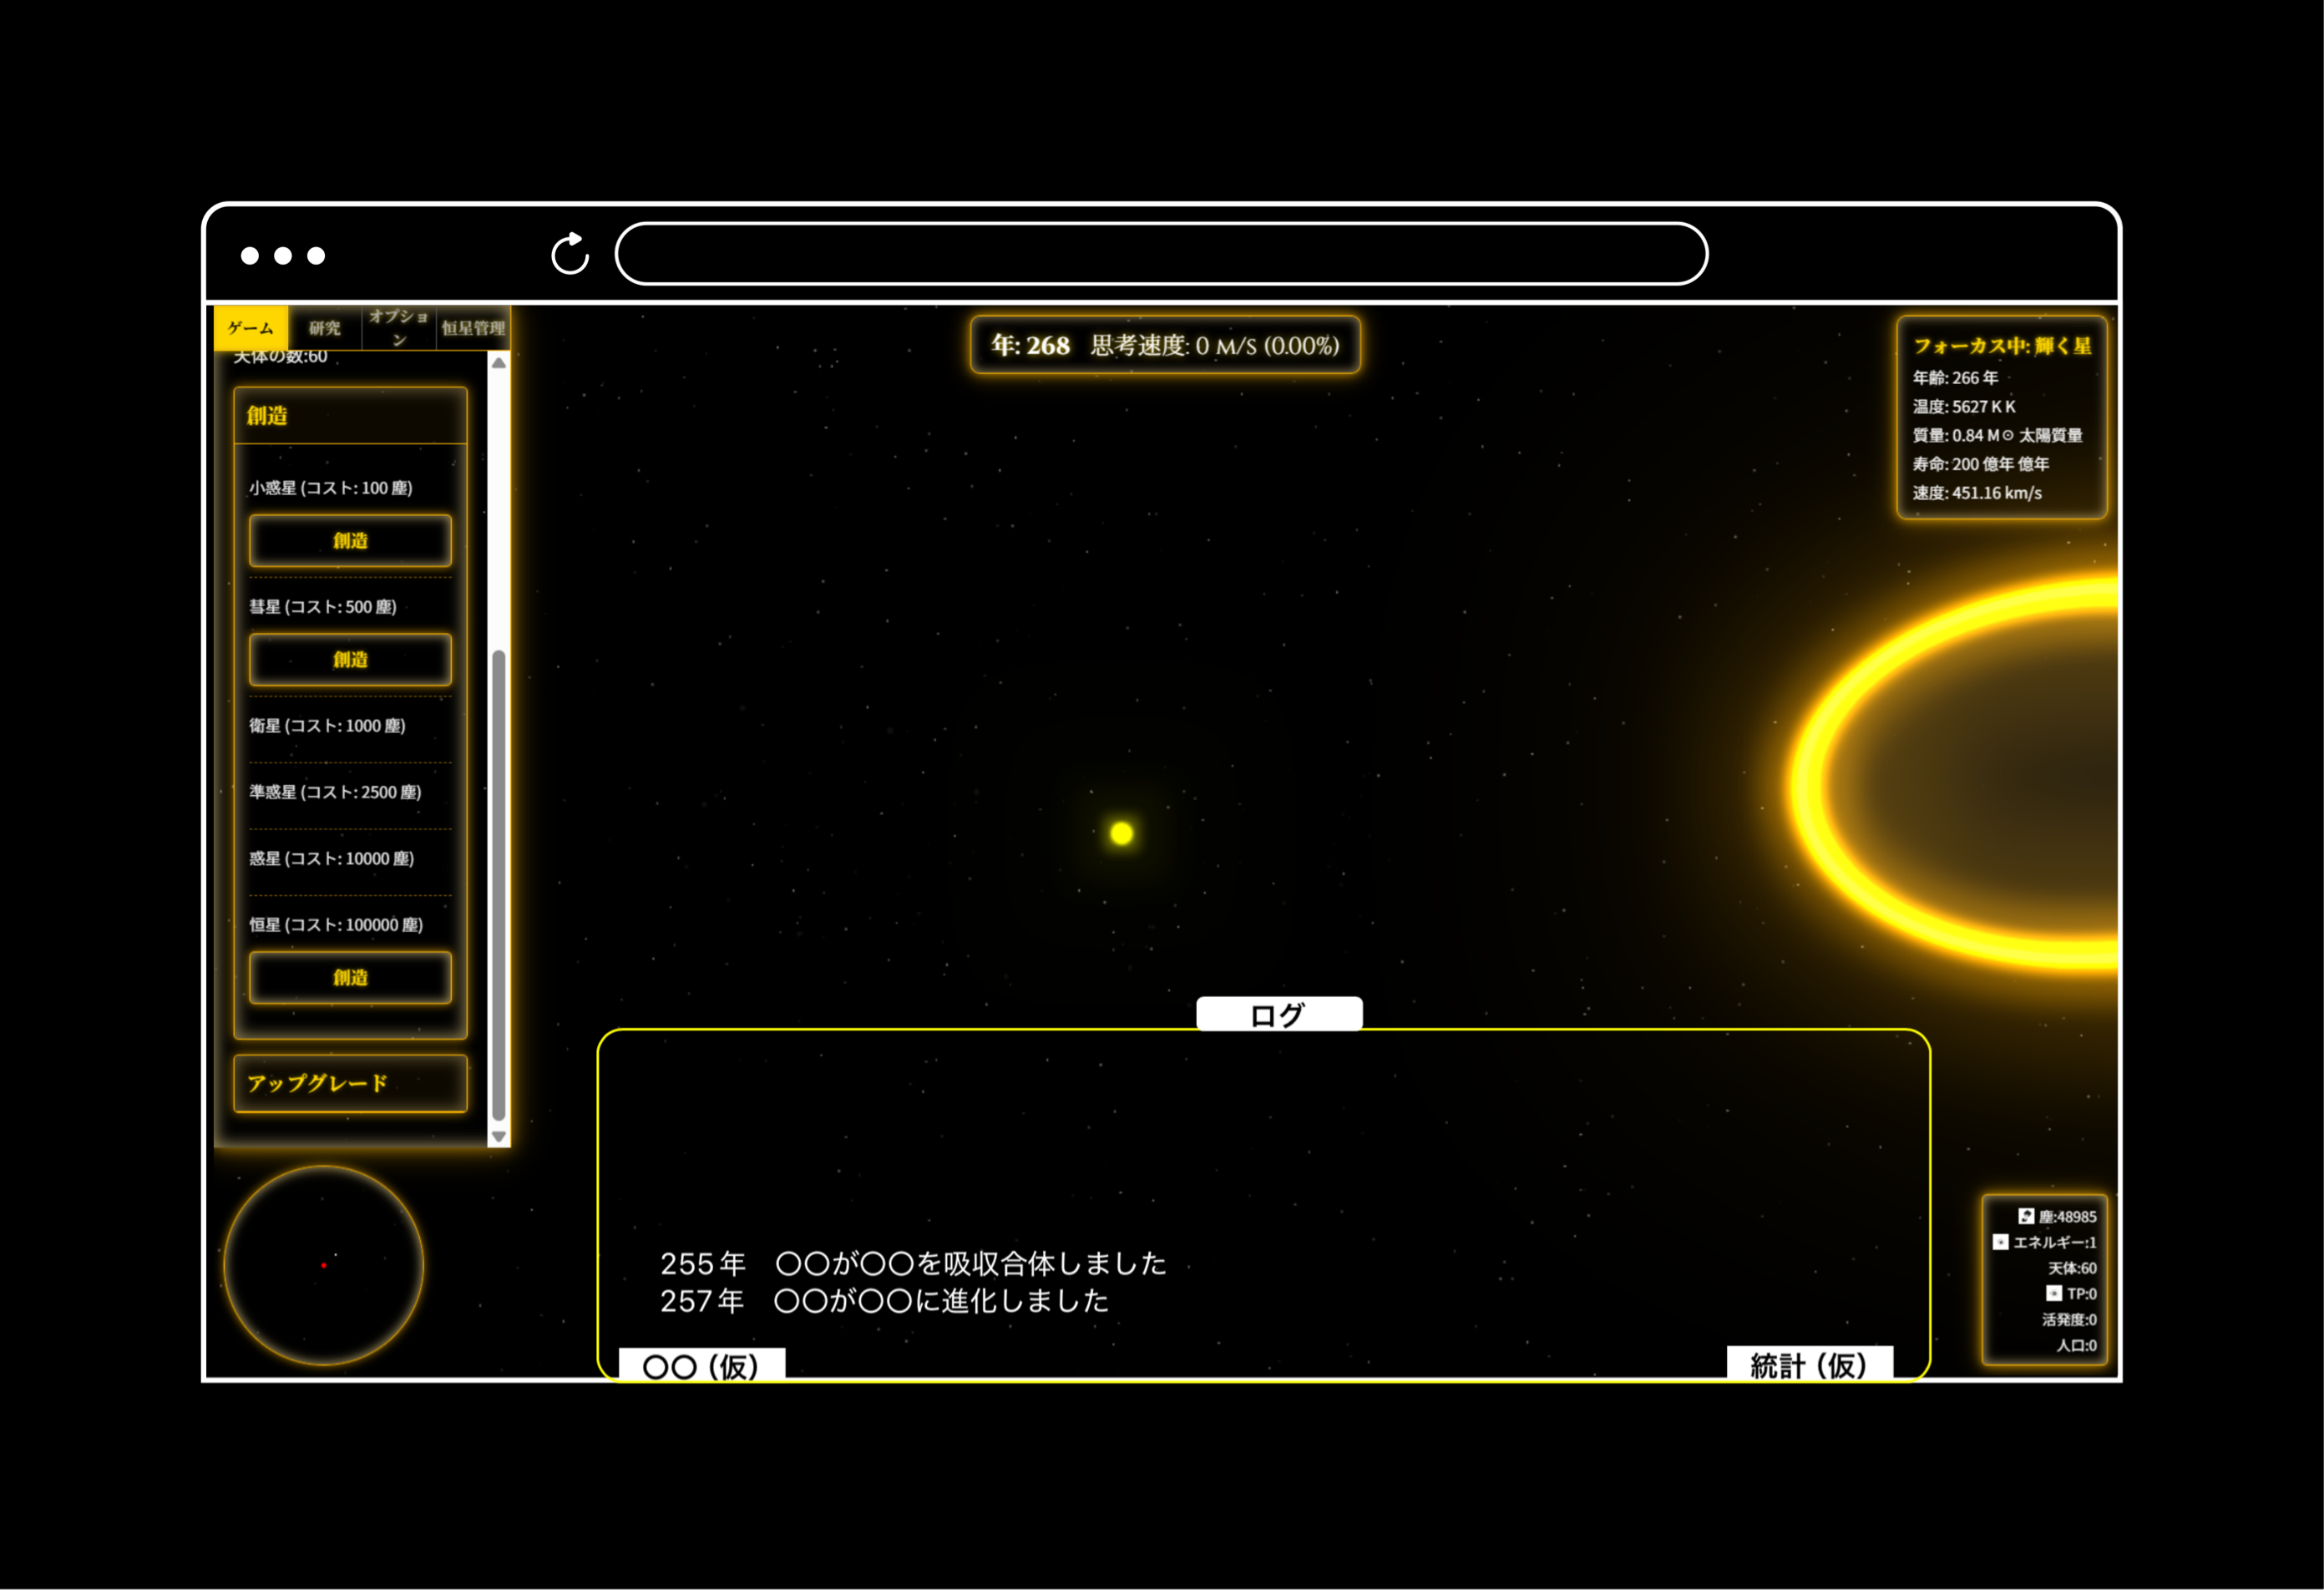 ゲーム
研究
オプション
恒星管理
天体の数:60
創造
小惑星 (コスト: 100 塵)
創造
彗星 (コスト: 500 塵)
創造
衛星 (コスト: 1000 塵)
準惑星 (コスト: 2500 塵)
惑星 (コスト: 10000 塵)
恒星 (コスト: 100000 塵)
創造
アップグレード
年: 268 思考速度: 0 M/S (0.00%)
フォーカス中: 輝く星
年齢: 266 年
温度: 5627 K K
質量: 0.84 M☉ 太陽質量
寿命: 200 億年 億年
速度: 451.16 km/s
ログ
255年 〇〇が〇〇を吸収合体しました
257年 〇〇が〇〇に進化しました
〇〇（仮）
統計（仮）
塵:48985
エネルギー:1
天体:60
TP:0
活発度:0
人口:0